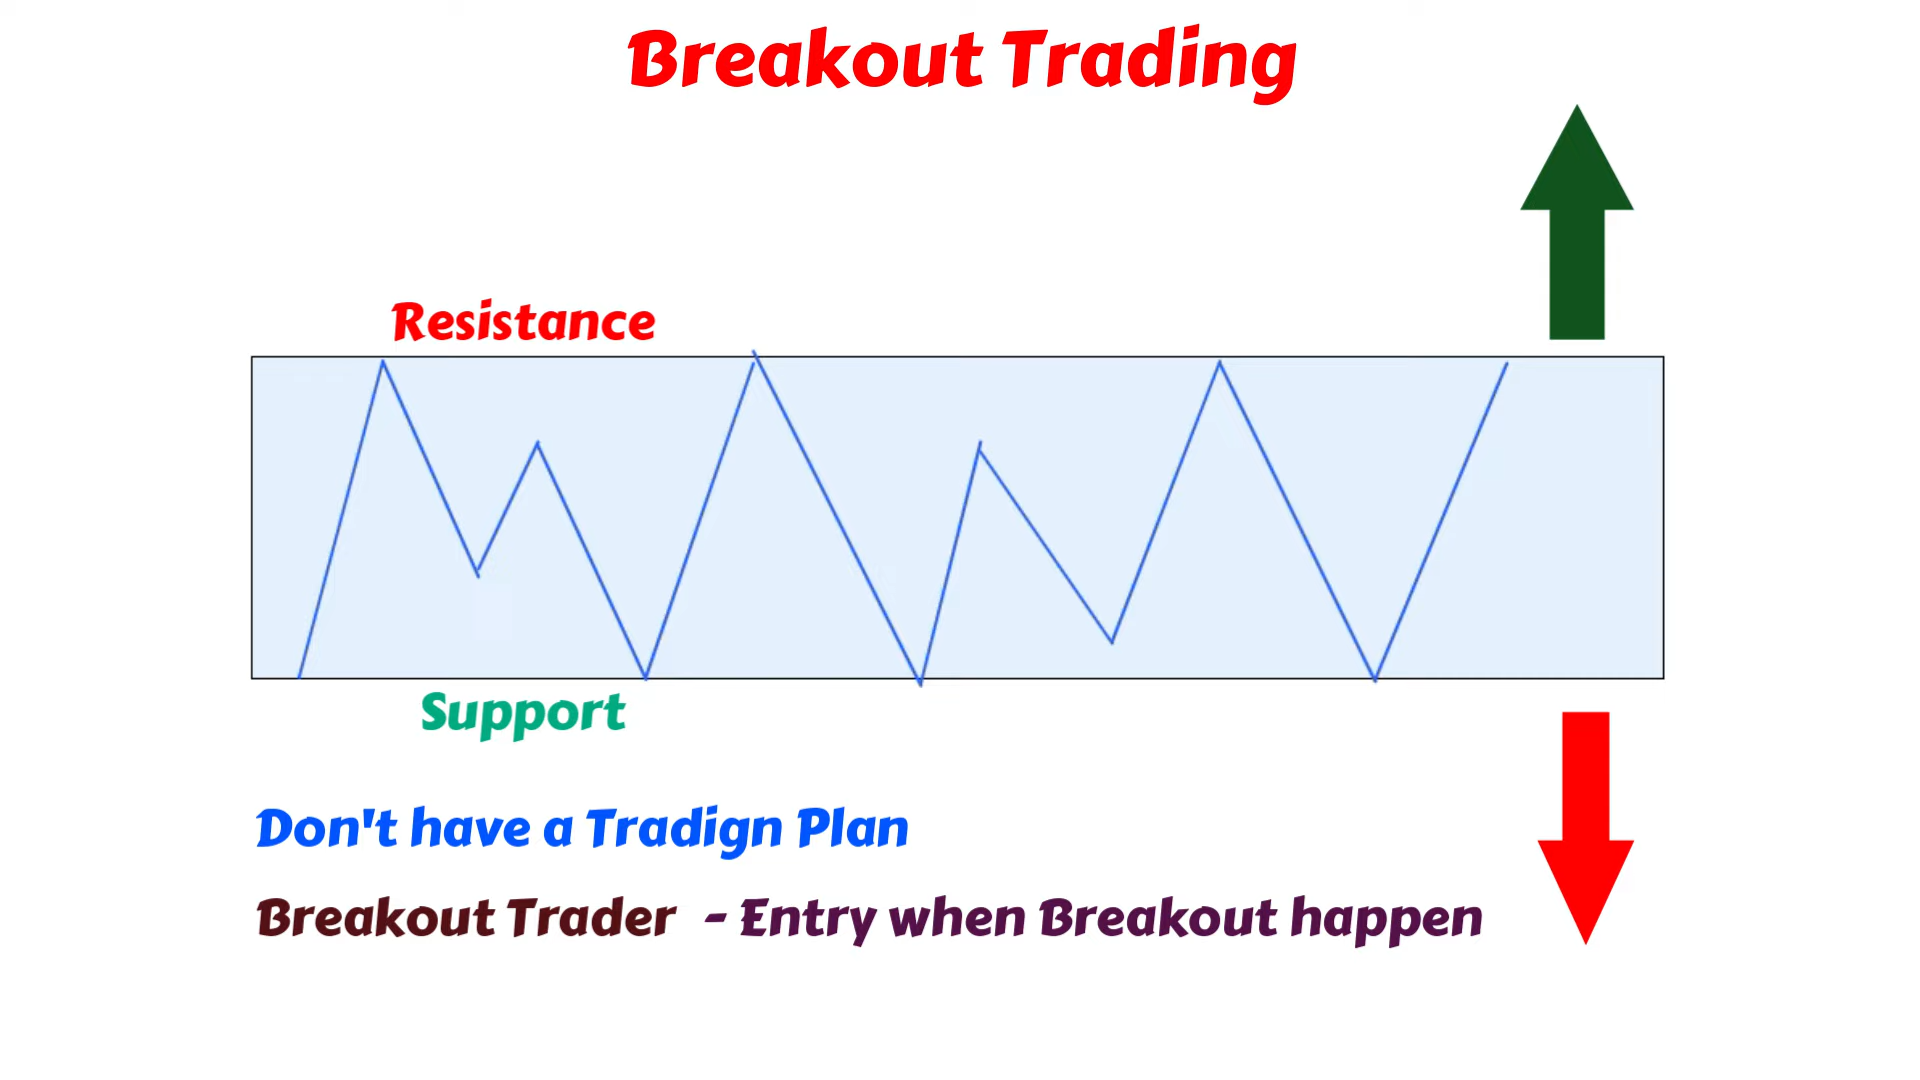 Breakout Trading
Resistance
Support
Don't have a Tradign Plan
Breakout Trader - Entry when Breakout happen